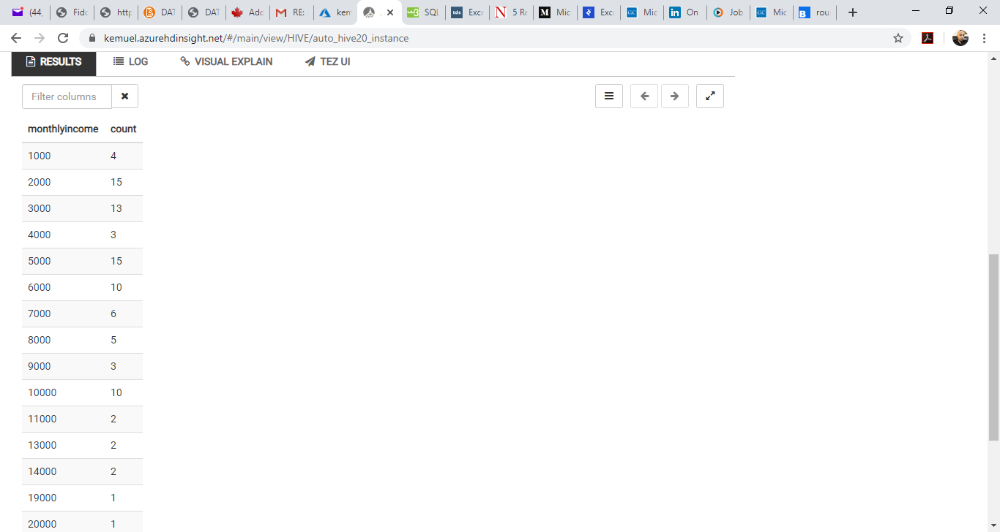 (44,
Fidd
http
DAT
DAT
Add
RE:
ken
SQL
Exce
5 Re
Mic
Exce
Mic
On
Job
Mic
rou
kemuel.azurehdinsight.net/#/main/view/HIVE/auto_hive20_instance
RESULTS LOG VISUAL EXPLAIN TEZ UI
Filter columns
monthlyincome count
1000 4
2000 15
3000 13
4000 3
5000 15
6000 10
7000 6
8000 5
9000 3
10000 10
11000 2
13000 2
14000 2
19000 1
20000 1